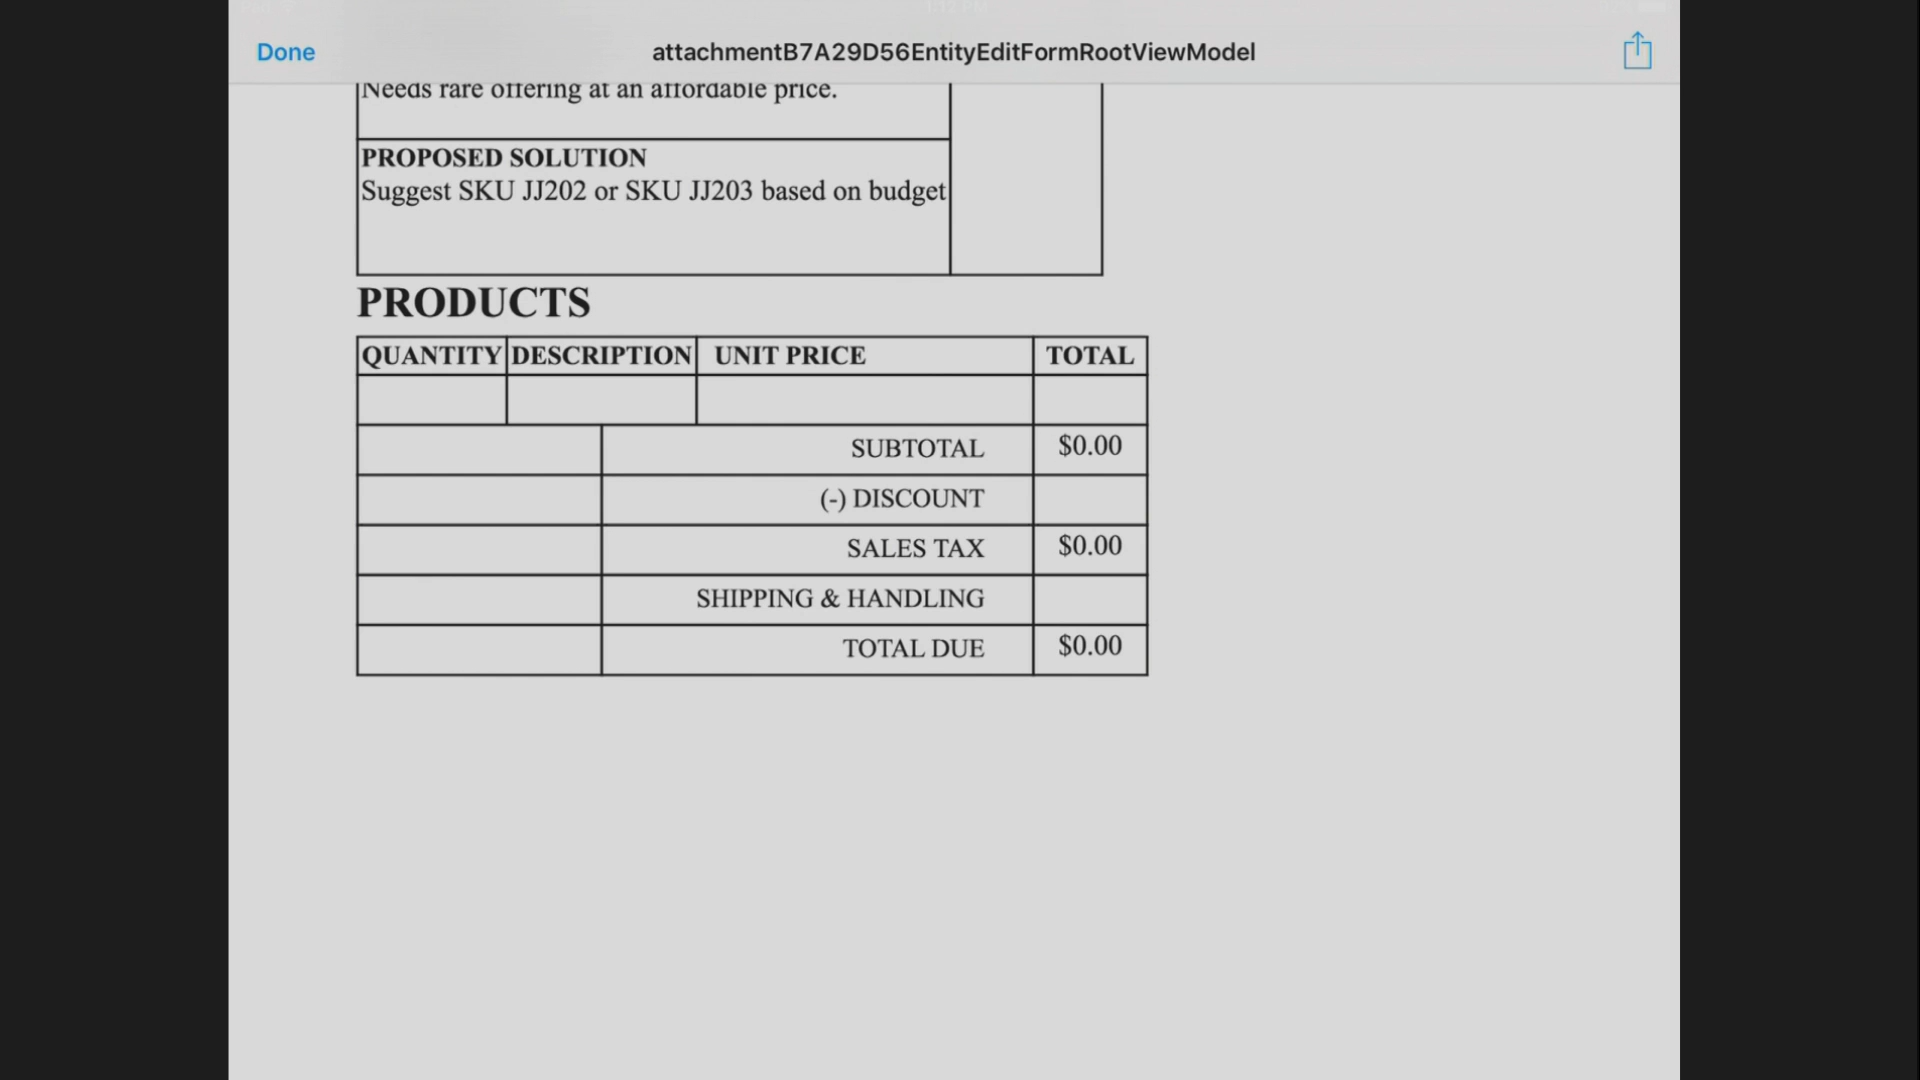 Done
attachmentB7A29D56EntityEditFormRootViewModel
Needs rare offering at an affordable price.
PROPOSED SOLUTION
Suggest SKU JJ202 or SKU JJ203 based on budget
PRODUCTS
QUANTITY DESCRIPTION UNIT PRICE TOTAL
SUBTOTAL $0.00
(-) DISCOUNT
SALES TAX $0.00
SHIPPING & HANDLING
TOTAL DUE $0.00